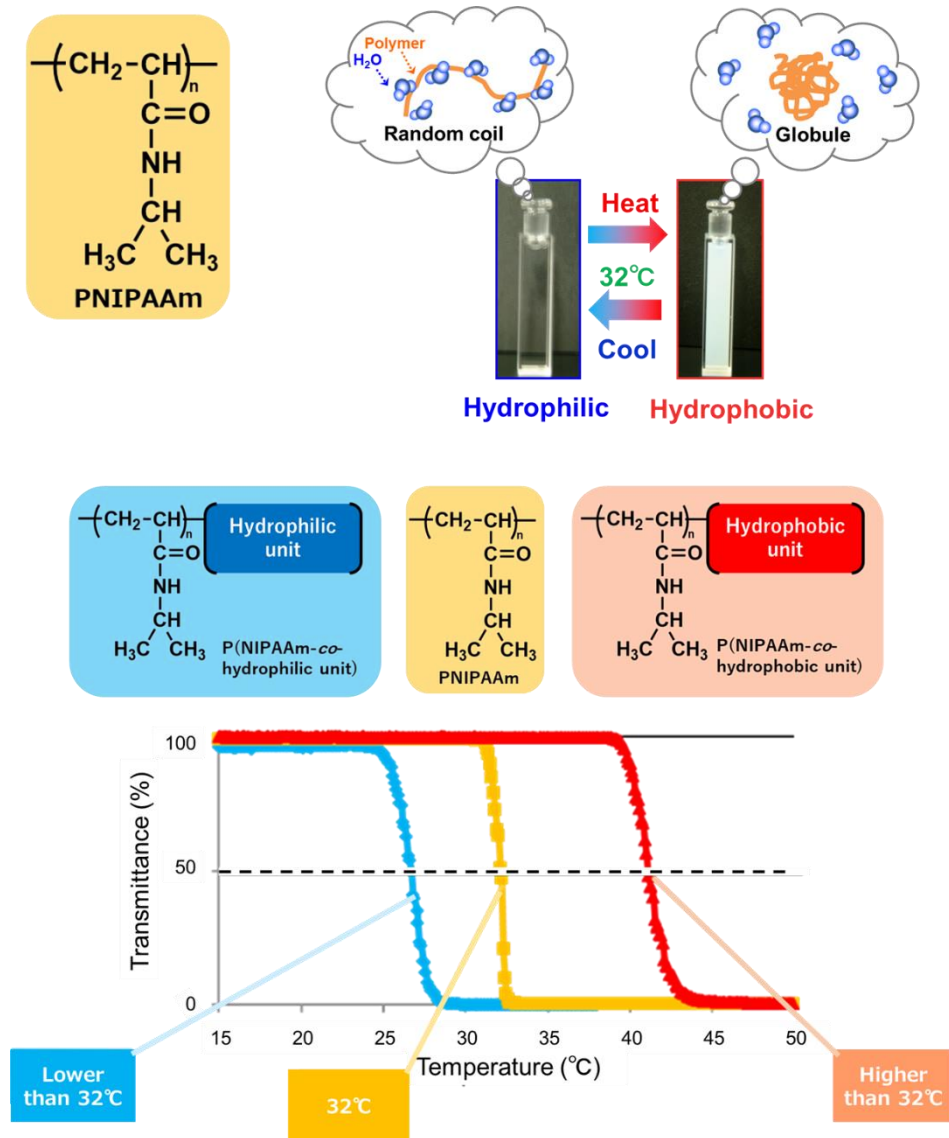 —(CH₂-CH)—n
C=O
NH
CH
H₃C CH₃
PNIPAAm
Polymer
H₂O
Random coil
Globule
Heat
32℃
Cool
Hydrophilic
Hydrophobic
—(CH₂-CH)—n
Hydrophilic
unit
C=O
NH
CH
H₃C CH₃
P(NIPAAm-co-
hydrophilic unit)
—(CH₂-CH)—n
C=O
NH
CH
H₃C CH₃
PNIPAAm
—(CH₂-CH)—n
Hydrophobic
unit
C=O
NH
CH
H₃C CH₃
P(NIPAAm-co-
hydrophobic unit)
Transmittance (%)
100
50
0
15 20 25 30 35 40 45 50
Temperature (℃)
Lower
than 32℃
32℃
Higher
than 32℃